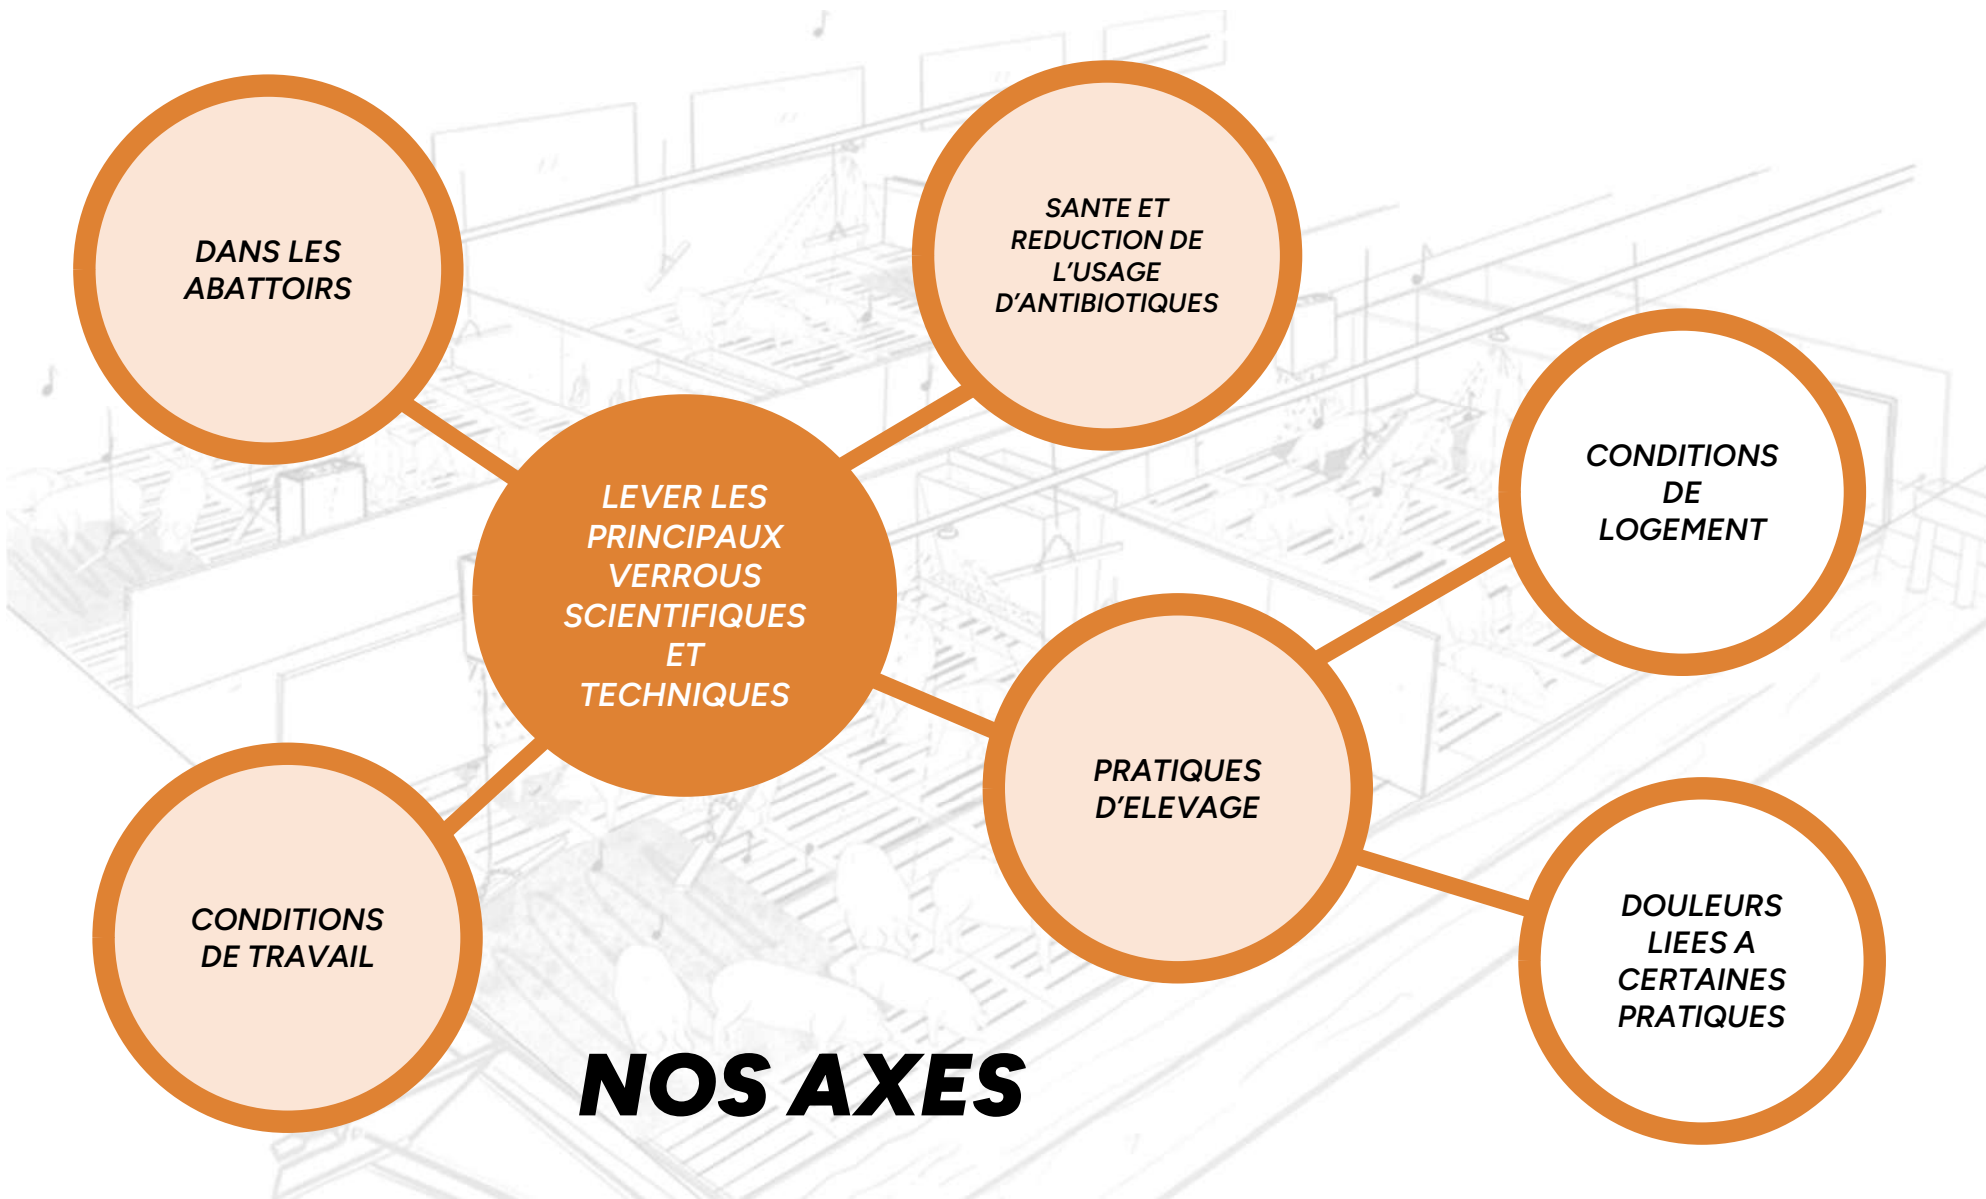 DANS LES
ABATTOIRS
SANTE ET
REDUCTION DE
L’USAGE
D’ANTIBIOTIQUES
CONDITIONS
DE
LOGEMENT
LEVER LES
PRINCIPAUX
VERROUS
SCIENTIFIQUES
ET
TECHNIQUES
PRATIQUES
D’ELEVAGE
CONDITIONS
DE TRAVAIL
DOULEURS
LIEES A
CERTAINES
PRATIQUES
NOS AXES